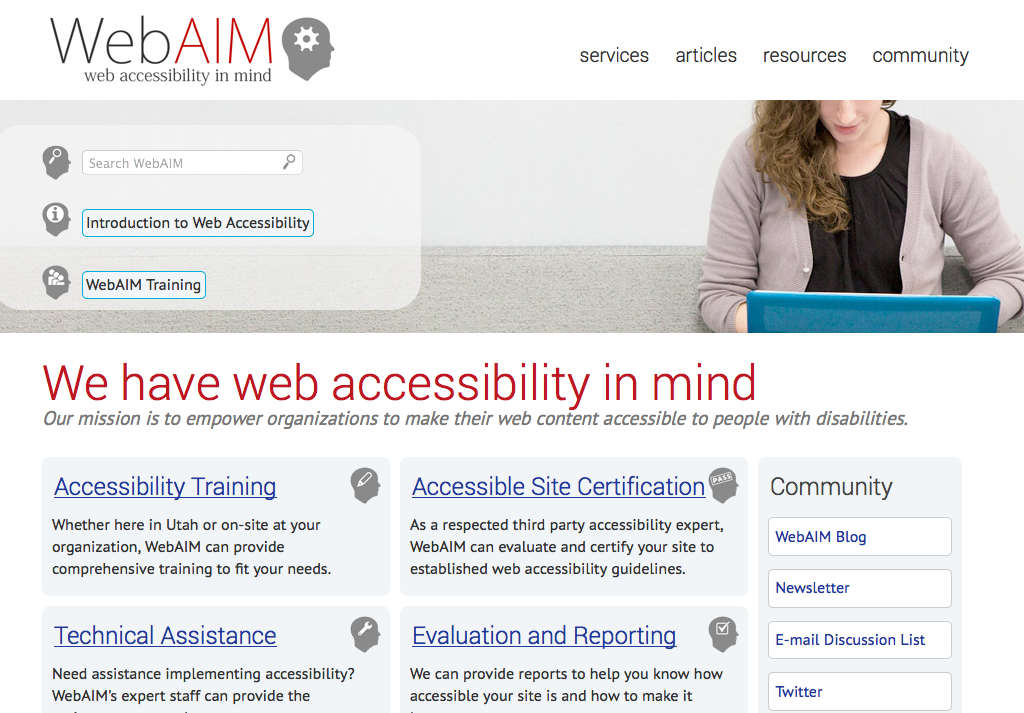 WebAIM
web accessibility in mind
services articles resources community
Search WebAIM
Introduction to Web Accessibility
WebAIM Training
We have web accessibility in mind
Our mission is to empower organizations to make their web content accessible to people with disabilities.
Accessibility Training
Whether here in Utah or on-site at your
organization, WebAIM can provide
comprehensive training to fit your needs.
Accessible Site Certification
PASS
As a respected third party accessibility expert,
WebAIM can evaluate and certify your site to
established web accessibility guidelines.
Technical Assistance
Need assistance implementing accessibility?
WebAIM's expert staff can provide the
Evaluation and Reporting
We can provide reports to help you know how
accessible your site is and how to make it
Community
WebAIM Blog
Newsletter
E-mail Discussion List
Twitter